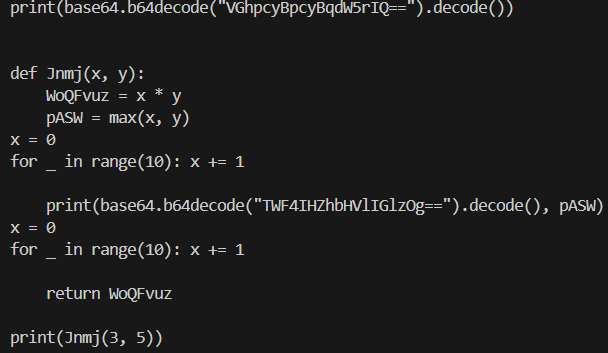 print(base64.b64decode("VGhpcyBpcyBqdW5rIQ==").decode())
def Jnmj(x, y):
    WoQFvuz = x * y
    pASW = max(x, y)
x = 0
for _ in range(10): x += 1
    print(base64.b64decode("TWF4IHZhbHVlIGlzOg==").decode(), pASW)
x = 0
for _ in range(10): x += 1
    return WoQFvuz
print(Jnmj(3, 5))